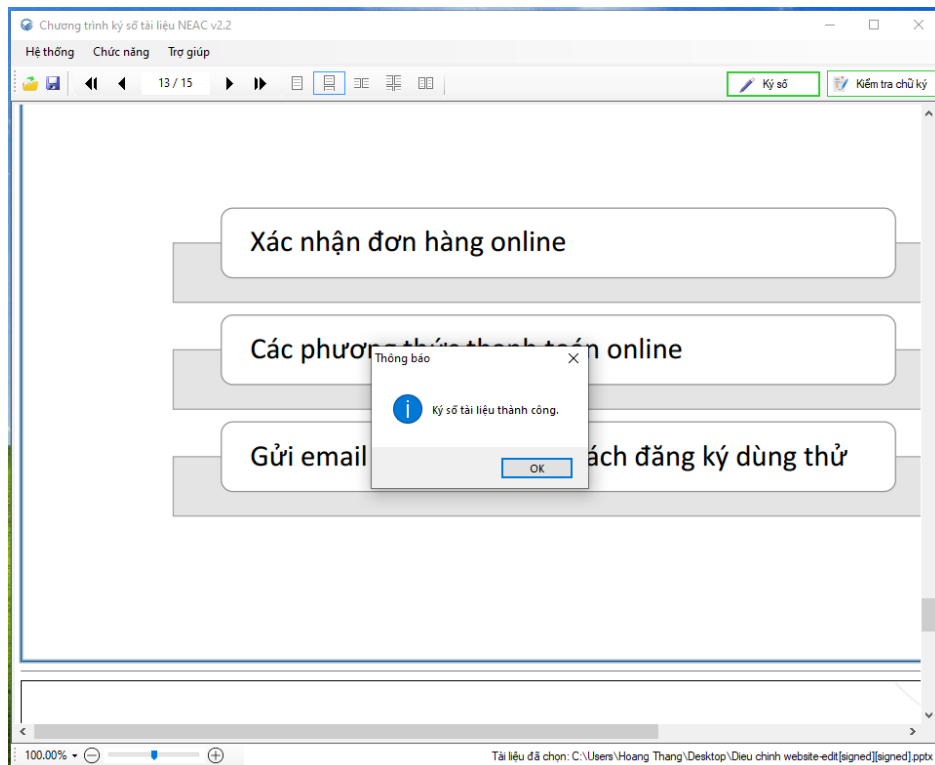 Chương trình ký số tài liệu NEAC v2.2
Hệ thống Chức năng Trợ giúp
13 / 15
Ký số
Kiểm tra chữ ký
Xác nhận đơn hàng online
Các phương thức thanh toán online
Thông báo
Ký số tài liệu thành công.
Gửi email ách đăng ký dùng thử
OK
100.00%
Tài liệu đã chọn: C:\Users\Hoang Thang\Desktop\Dieu chinh website-edit[signed][signed].pptx